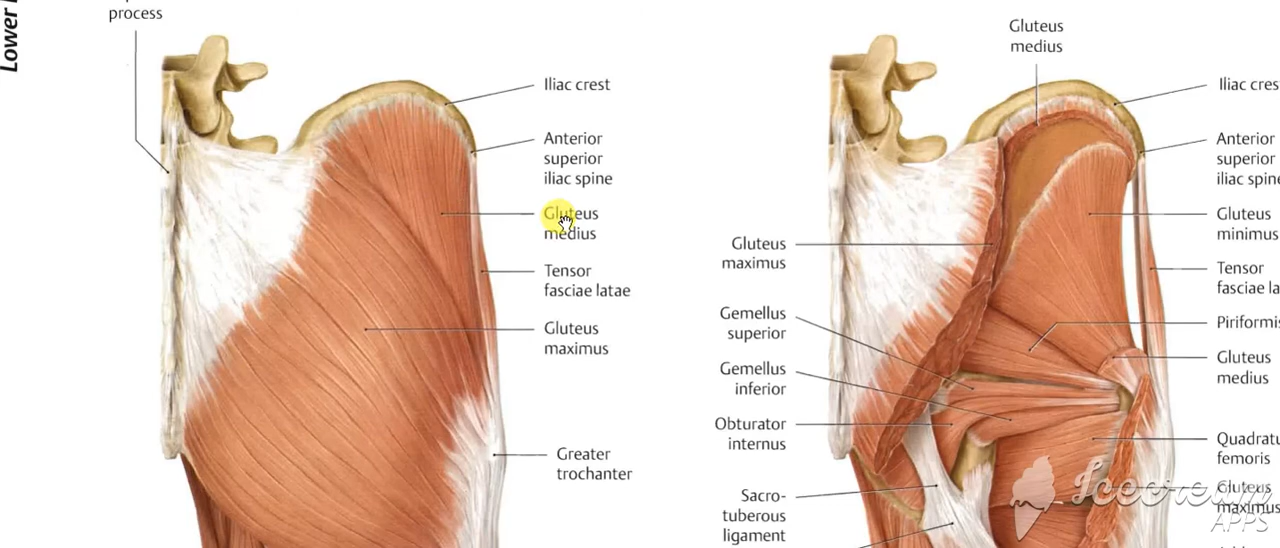 Lower
process
Iliac crest
Anterior
superior
iliac spine
Gluteus
medius
Tensor
fasciae latae
Gluteus
maximus
Greater
trochanter
Gluteus
medius
Gluteus
maximus
Gemellus
superior
Gemellus
inferior
Obturator
internus
Sacro-
tuberous
ligament
Iliac cres
Anterior
superior
iliac spine
Gluteus
minimus
Tensor
fasciae la
Piriformis
Gluteus
medius
Quadratu
femoris
Gluteus
maximus
Icecream
APPS